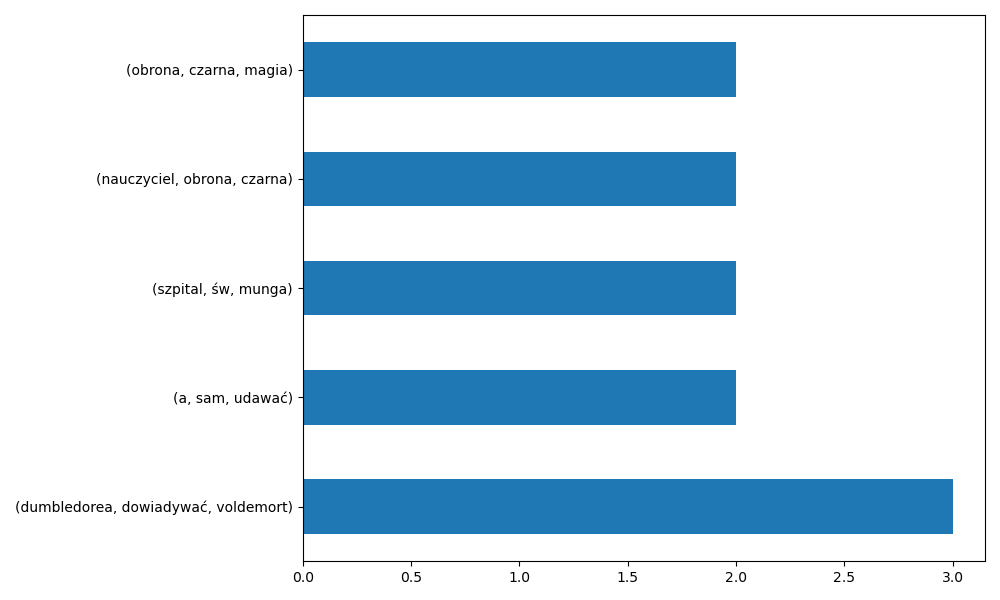 (obrona, czarna, magia)
(nauczyciel, obrona, czarna)
(szpital, św, munga)
(a, sam, udawać)
(dumbledorea, dowiadywać, voldemort)
0.0 0.5 1.0 1.5 2.0 2.5 3.0